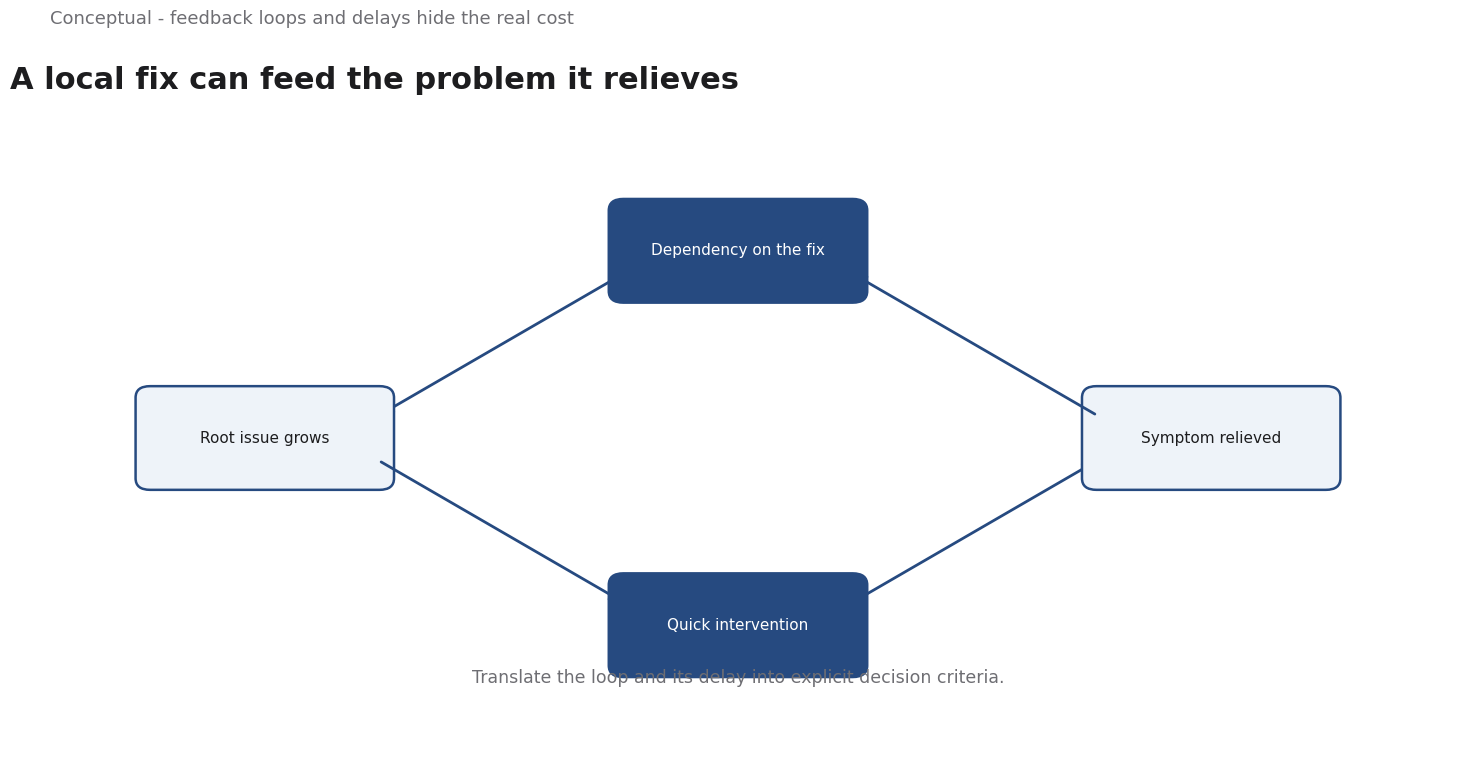 Conceptual - feedback loops and delays hide the real cost
A local fix can feed the problem it relieves
Dependency on the fix
Root issue grows
Symptom relieved
Quick intervention
Translate the loop and its delay into explicit decision criteria.